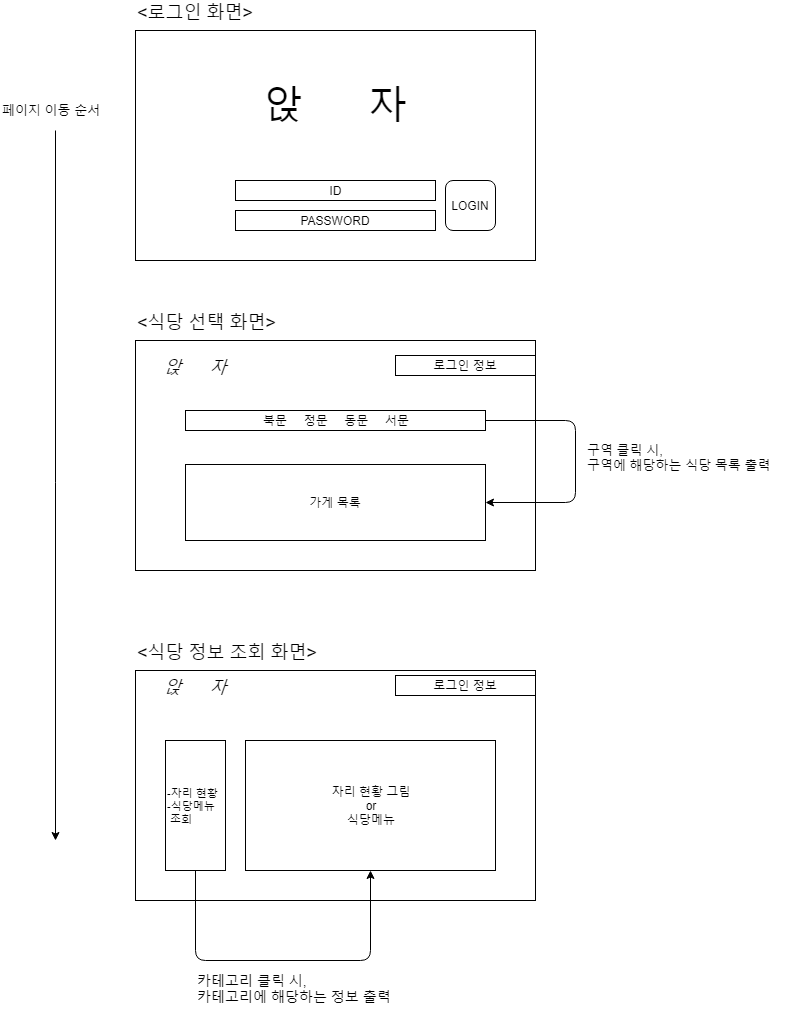 <로그인 화면>
앉 자
페이지 이동 순서
ID
PASSWORD
LOGIN
<식당 선택 화면>
앉 자
로그인 정보
북문 정문 동문 서문
구역 클릭 시,
구역에 해당하는 식당 목록 출력
가게 목록
<식당 정보 조회 화면>
앉 자
로그인 정보
-자리 현황
-식당메뉴
조회
자리 현황 그림
or
식당메뉴
카테고리 클릭 시,
카테고리에 해당하는 정보 출력